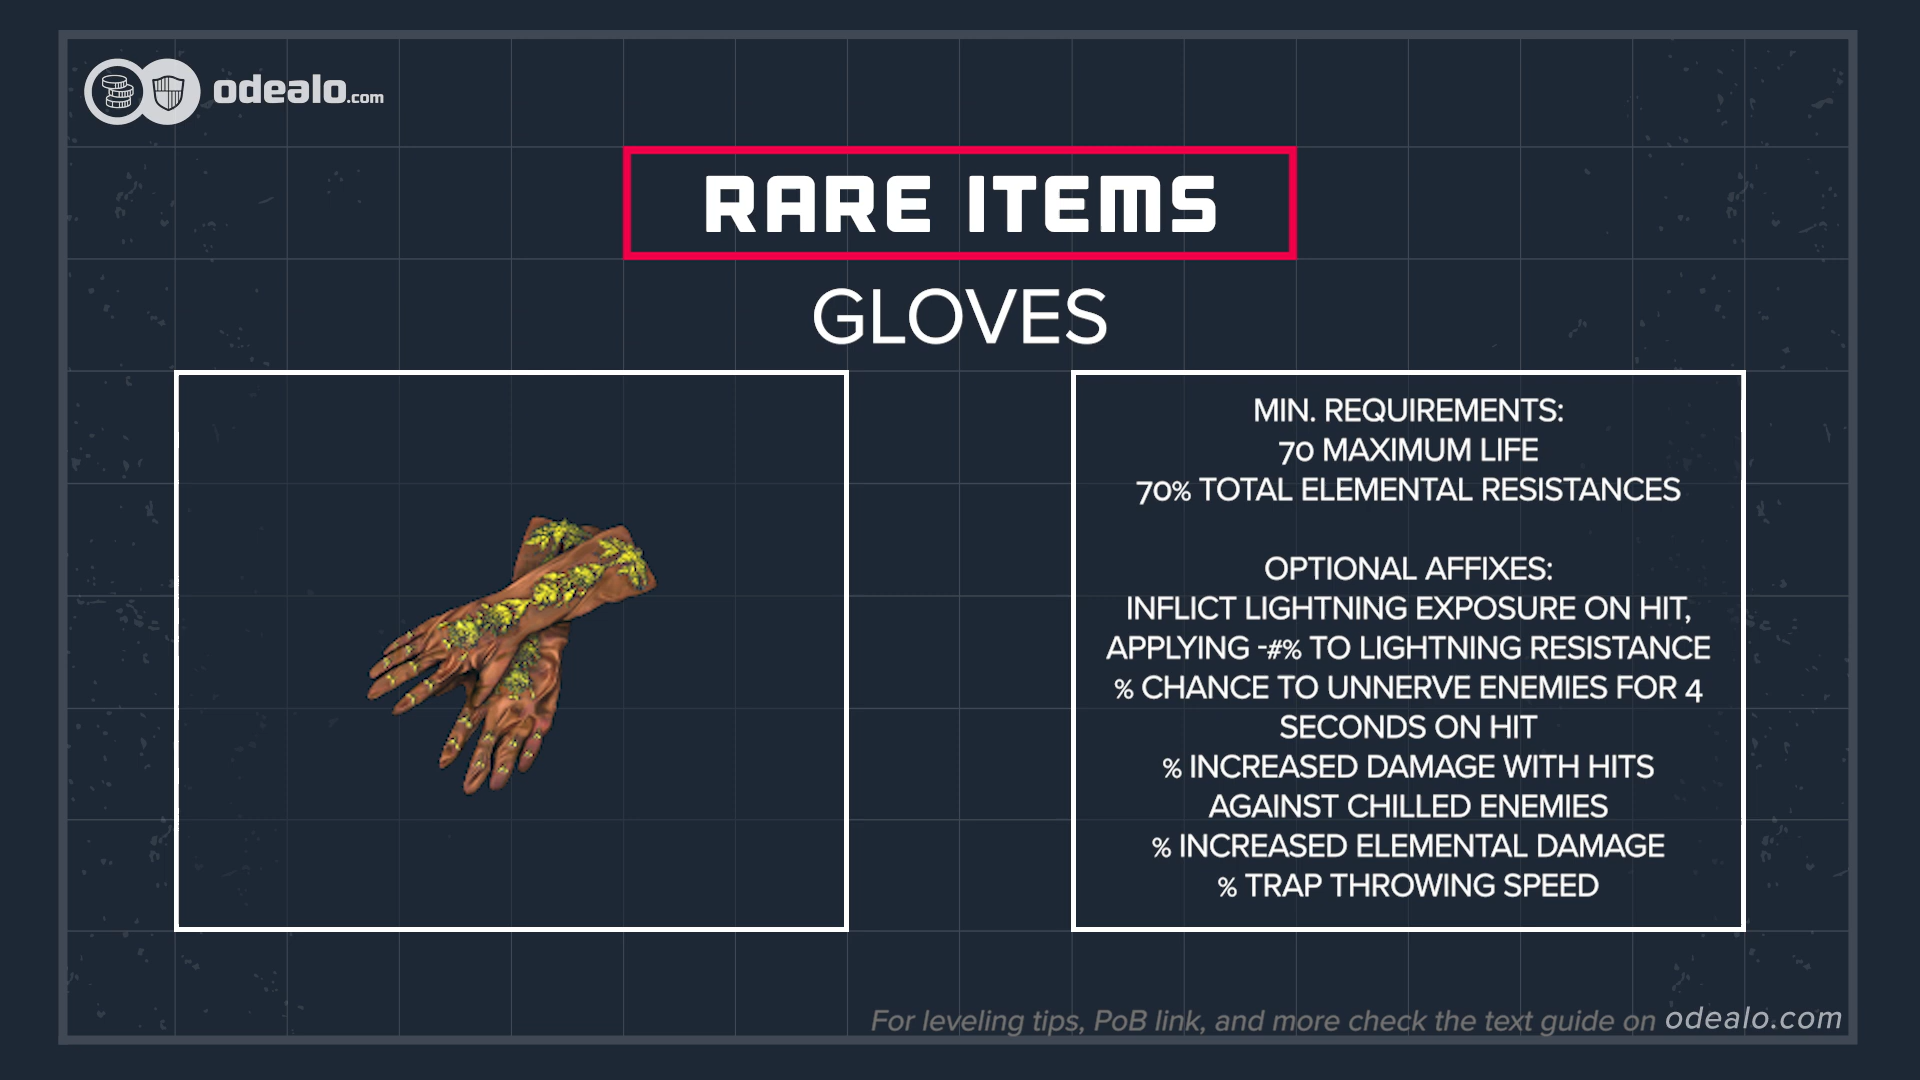 odealo.com
RARE ITEMS
GLOVES
MIN. REQUIREMENTS:
70 MAXIMUM LIFE
70% TOTAL ELEMENTAL RESISTANCES
OPTIONAL AFFIXES:
INFLICT LIGHTNING EXPOSURE ON HIT,
APPLYING -#% TO LIGHTNING RESISTANCE
% CHANCE TO UNNERVE ENEMIES FOR 4
SECONDS ON HIT
% INCREASED DAMAGE WITH HITS
AGAINST CHILLED ENEMIES
% INCREASED ELEMENTAL DAMAGE
% TRAP THROWING SPEED
For leveling tips, PoB link, and more check the text guide on odealo.com